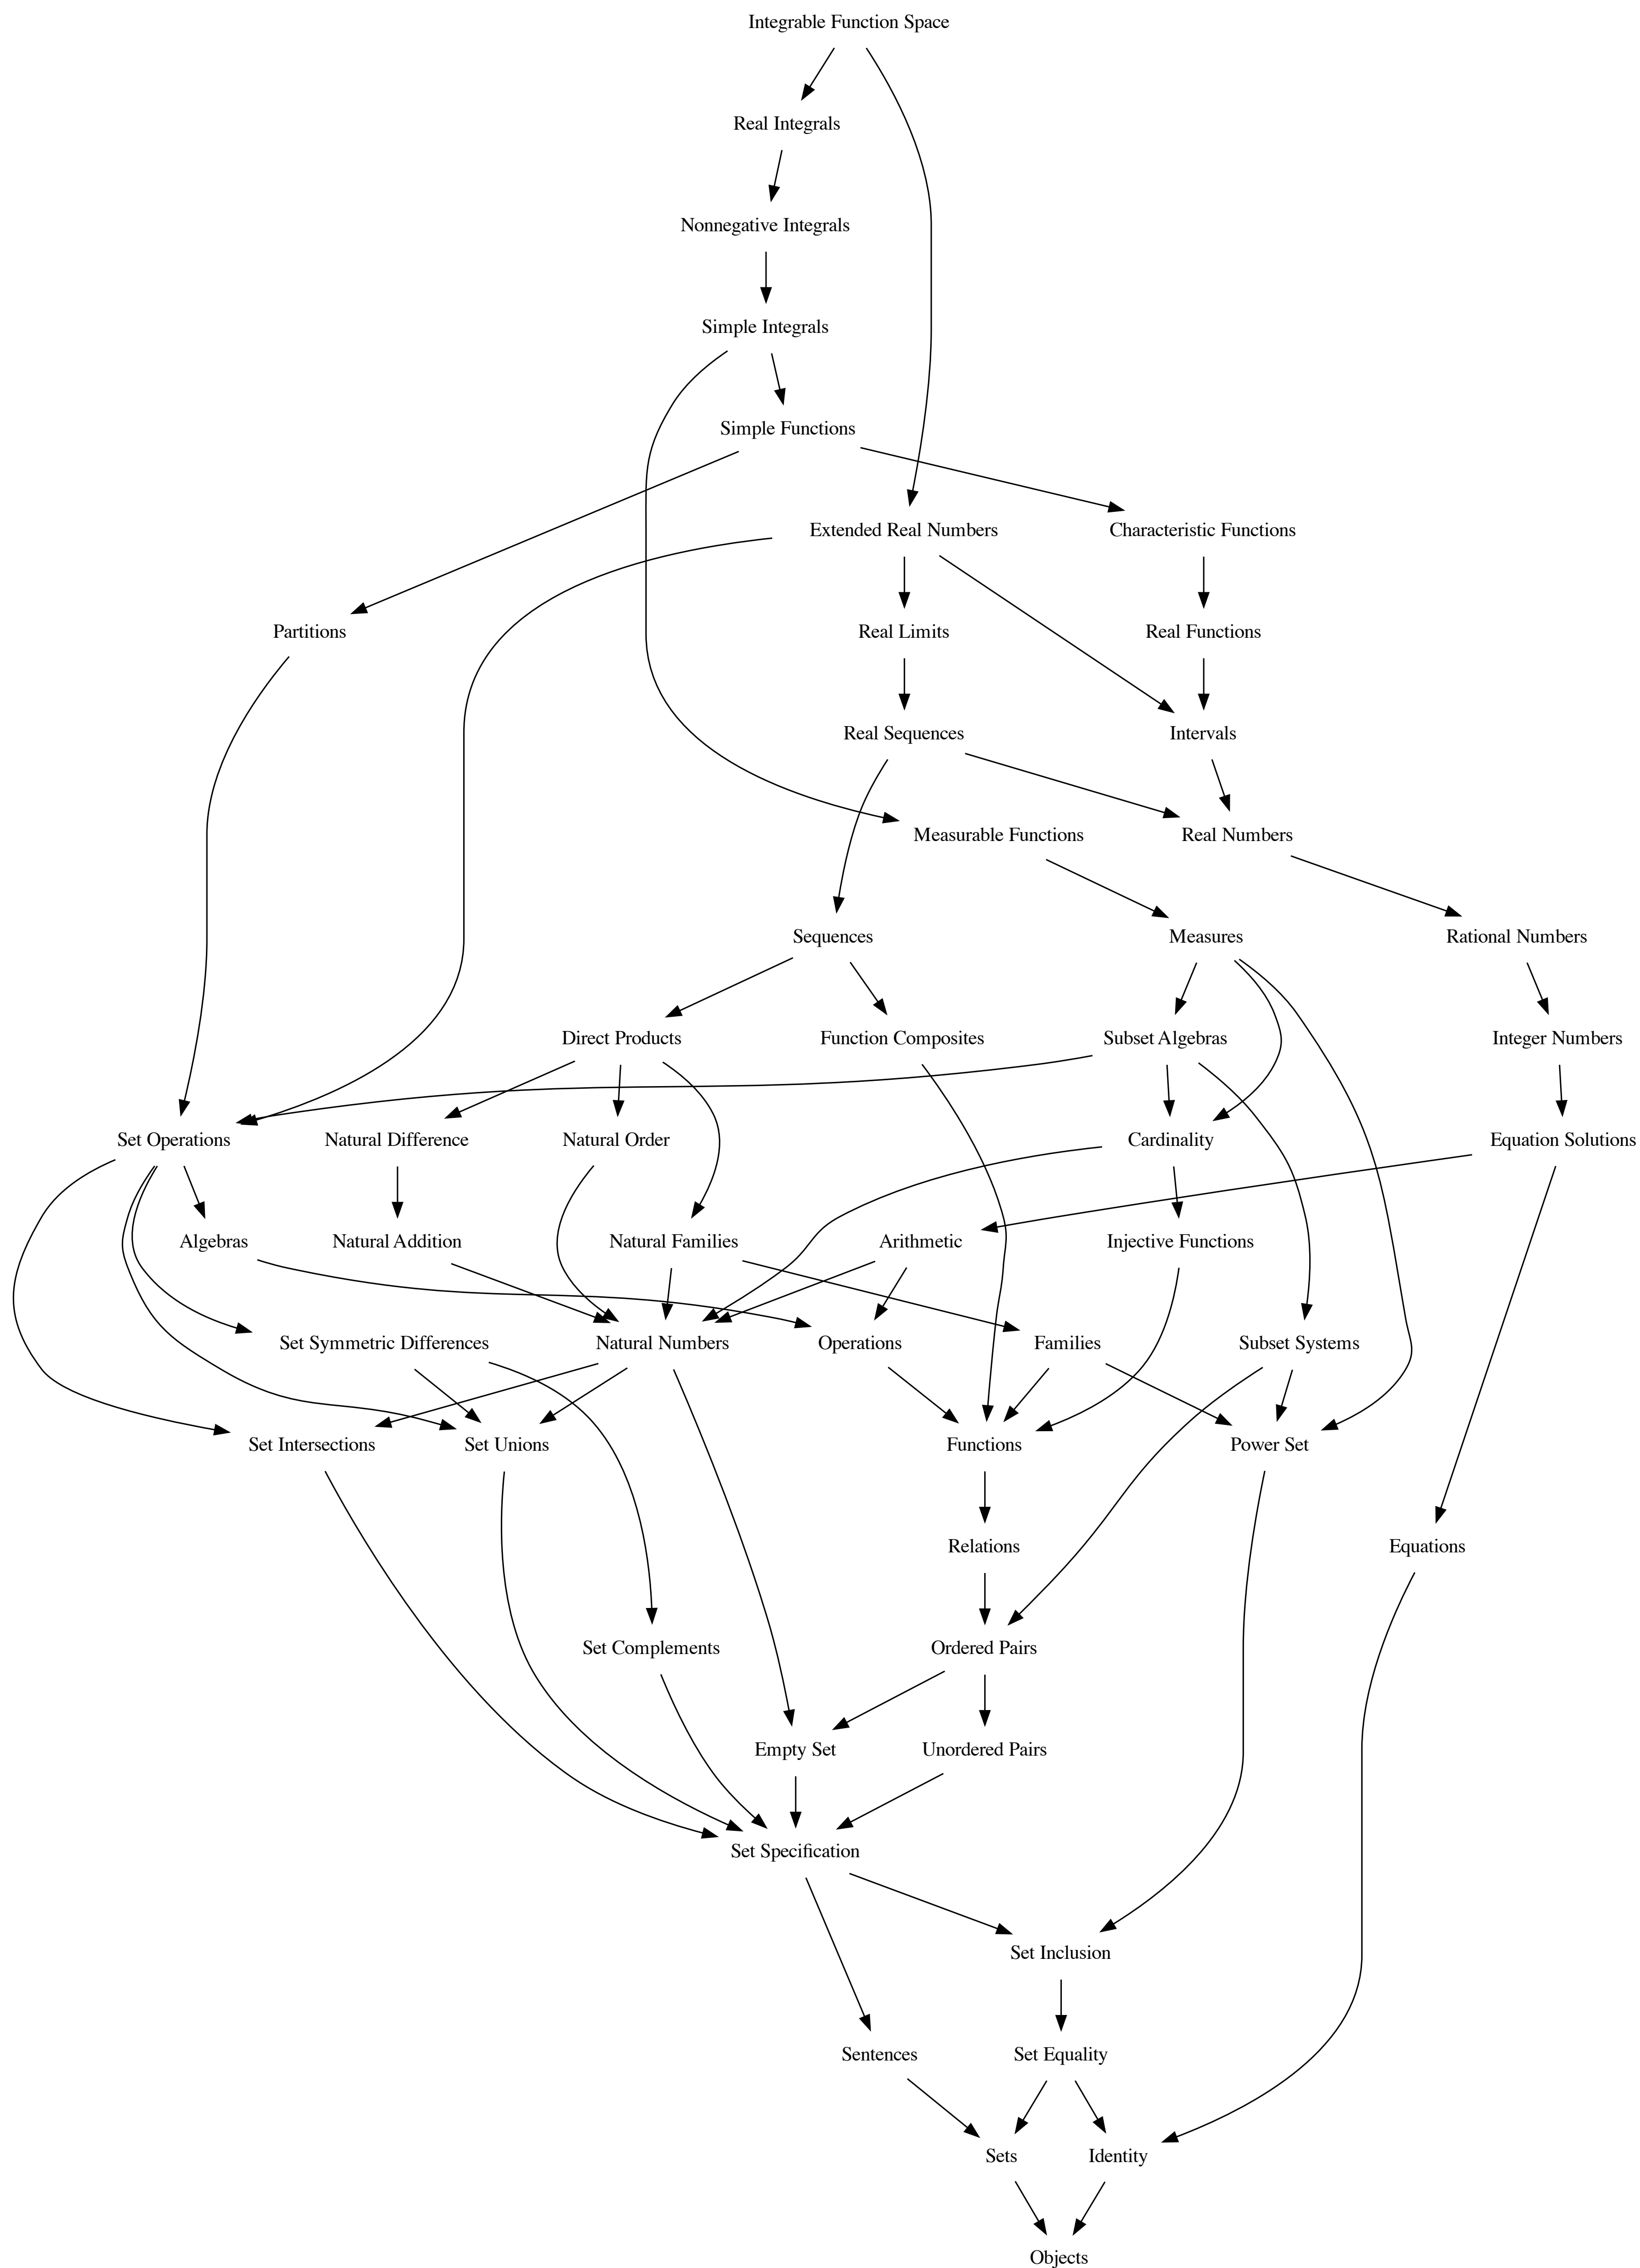 Integrable Function Space
Real Integrals
Nonnegative Integrals
Simple Integrals
Simple Functions
Extended Real Numbers
Characteristic Functions
Partitions
Real Limits
Real Functions
Real Sequences
Intervals
Measurable Functions
Real Numbers
Sequences
Measures
Rational Numbers
Direct Products
Function Composites
Subset Algebras
Integer Numbers
Set Operations
Natural Difference
Natural Order
Cardinality
Equation Solutions
Algebras
Natural Addition
Natural Families
Arithmetic
Injective Functions
Set Symmetric Differences
Natural Numbers
Operations
Families
Subset Systems
Set Intersections
Set Unions
Functions
Power Set
Relations
Equations
Set Complements
Ordered Pairs
Empty Set
Unordered Pairs
Set Specification
Set Inclusion
Sentences
Set Equality
Sets
Identity
Objects